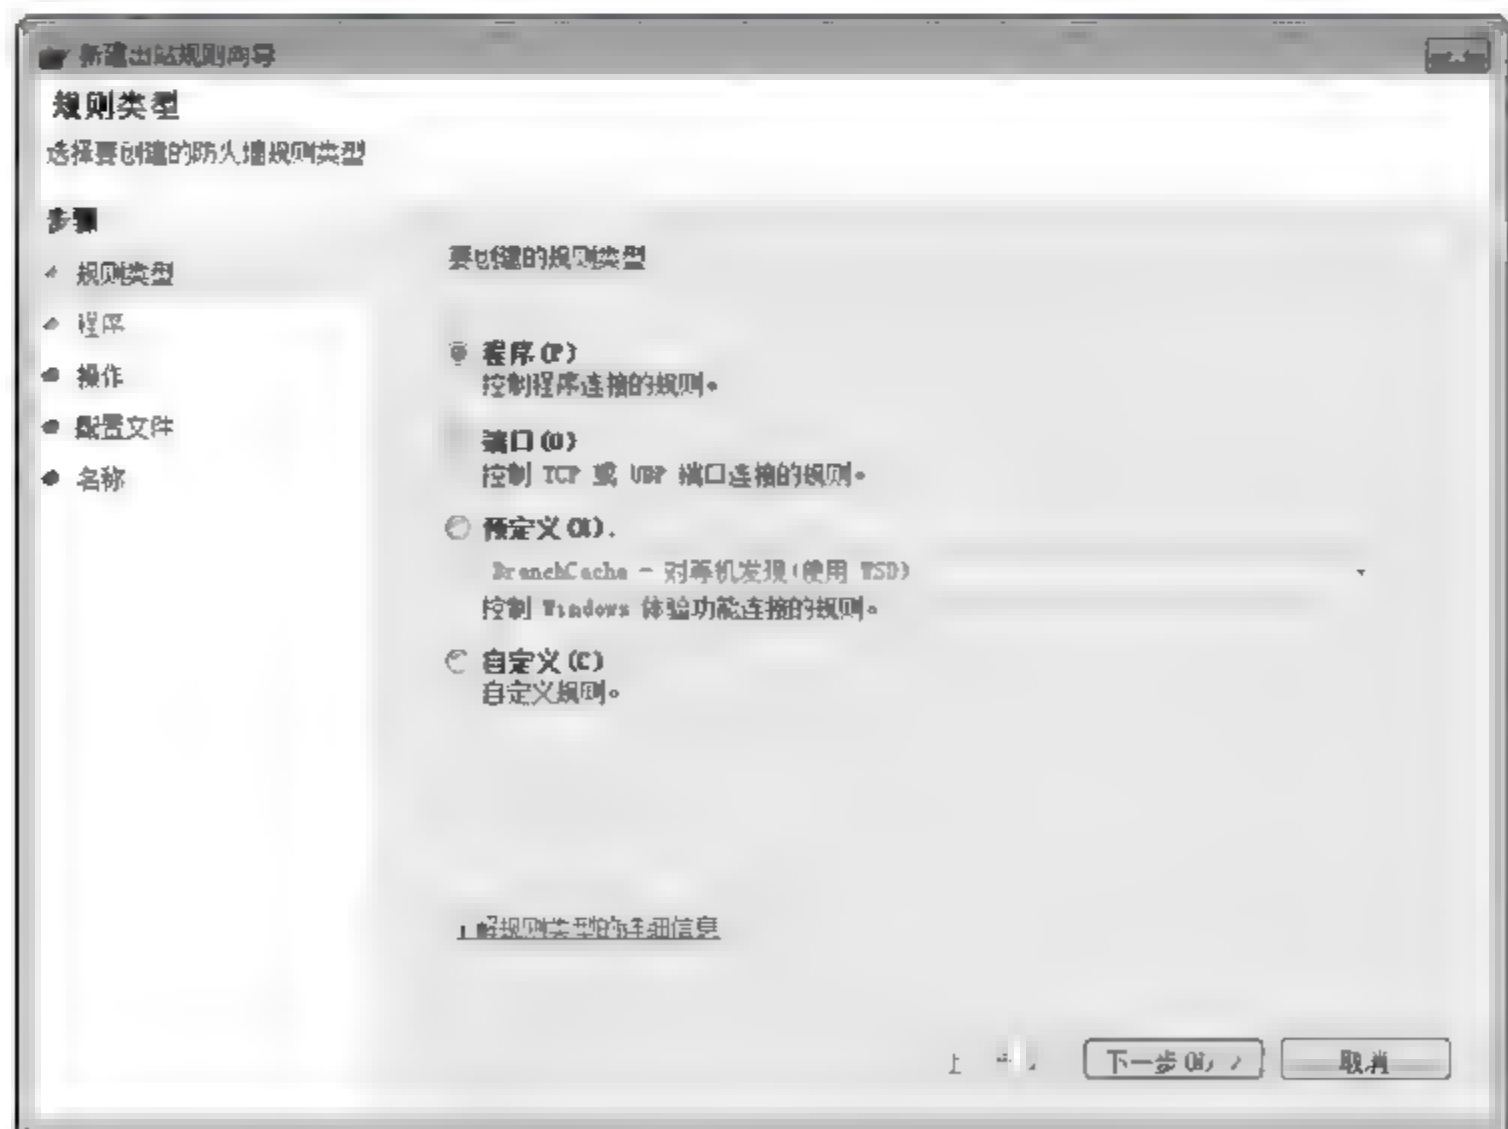 新建出站规则向导
规则类型
选择要创建的防火墙规则类型
步骤
规则类型
程序
操作
配置文件
名称
要创建的规则类型
程序(P)
控制程序连接的规则。
端口(O)
控制 TCP 或 UDP 端口连接的规则。
预定义
BranchCache - 对等机发现(使用 WSD)
控制 Windows 体验功能连接的规则。
自定义(C)
自定义规则。
了解规则类型的详细信息
上
下一步(N) >
取消